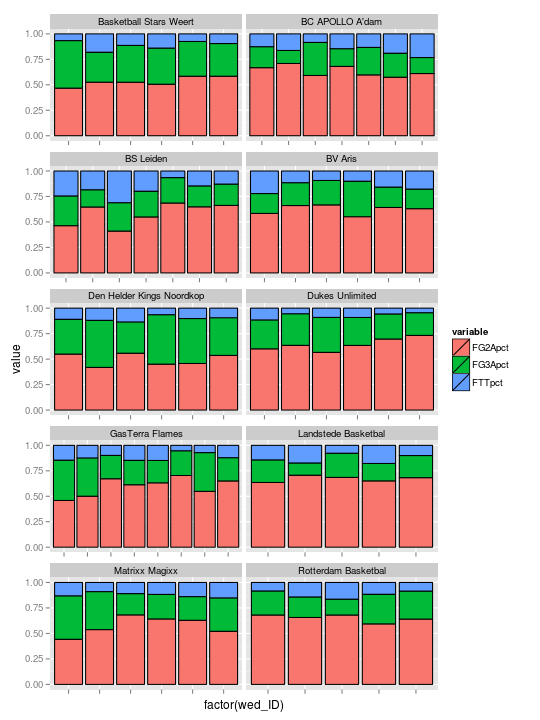 Basketball Stars Weert
BC APOLLO A'dam
1.00
0.75
0.50
0.25
0.00
BS Leiden
BV Aris
1.00
0.75
0.50
0.25
0.00
Den Helder Kings Noordkop
Dukes Unlimited
1.00
0.75
0.50
0.25
0.00
GasTerra Flames
Landstede Basketbal
1.00
0.75
0.50
0.25
0.00
Matrixx Magixx
Rotterdam Basketbal
1.00
0.75
0.50
0.25
0.00
value
factor(wed_ID)
variable
FG2Apct
FG3Apct
FTTpct